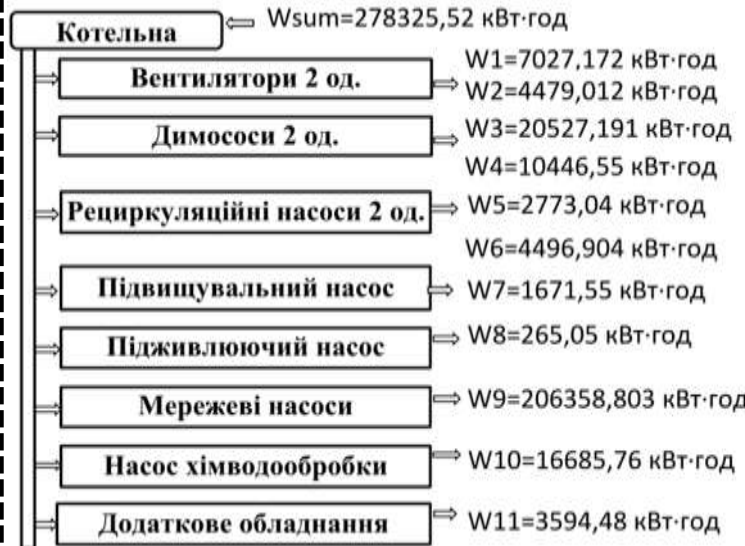 Котельна
Wsum=278325,52 кВт·год
Вентилятори 2 од.
W1=7027,172 кВт·год
W2=4479,012 кВт·год
Димососи 2 од.
W3=20527,191 кВт·год
W4=10446,55 кВт·год
Рециркуляційні насоси 2 од.
W5=2773,04 кВт·год
W6=4496,904 кВт·год
Підвищувальний насос
W7=1671,55 кВт·год
Підживлюючий насос
W8=265,05 кВт·год
Мережеві насоси
W9=206358,803 кВт·год
Насос хімводообробки
W10=16685,76 кВт·год
Додаткове обладнання
W11=3594,48 кВт·год